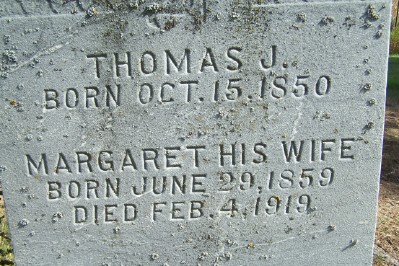 THOMAS J.
BORN OCT. 15, 1850
MARGARET HIS WIFE
BORN JUNE 29, 1859
DIED FEB. 4, 1919